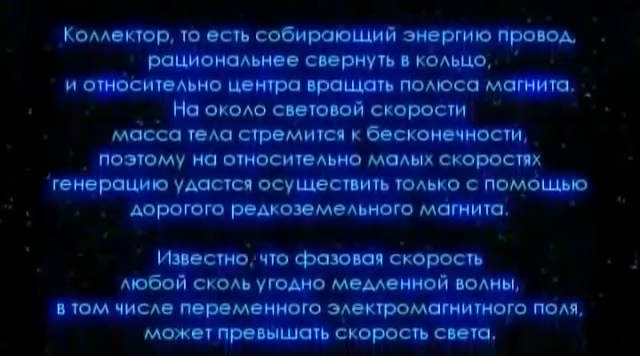 Коллектор, то есть собирающий энергию провод,
рациональнее свернуть в кольцо,
и относительно центра вращать полюса магнита.
На около световой скорости
масса тела стремится к бесконечности,
поэтому на относительно малых скоростях
генерацию удастся осуществить только с помощью
дорогого редкоземельного магнита.
Известно, что фазовая скорость
любой сколь угодно медленной волны,
в том числе переменного электромагнитного поля,
может превышать скорость света.